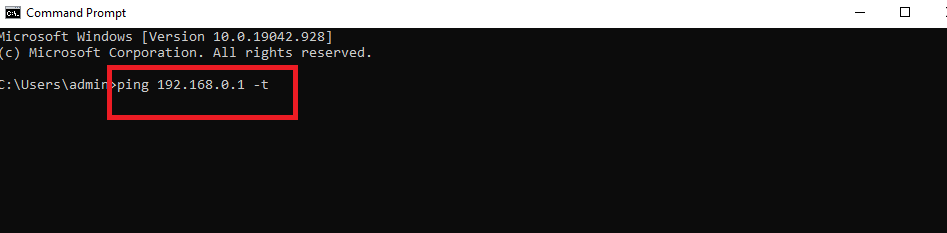 Command Prompt
Microsoft Windows [Version 10.0.19042.928]
(c) Microsoft Corporation. All rights reserved.
C:\Users\admin>ping 192.168.0.1 -t